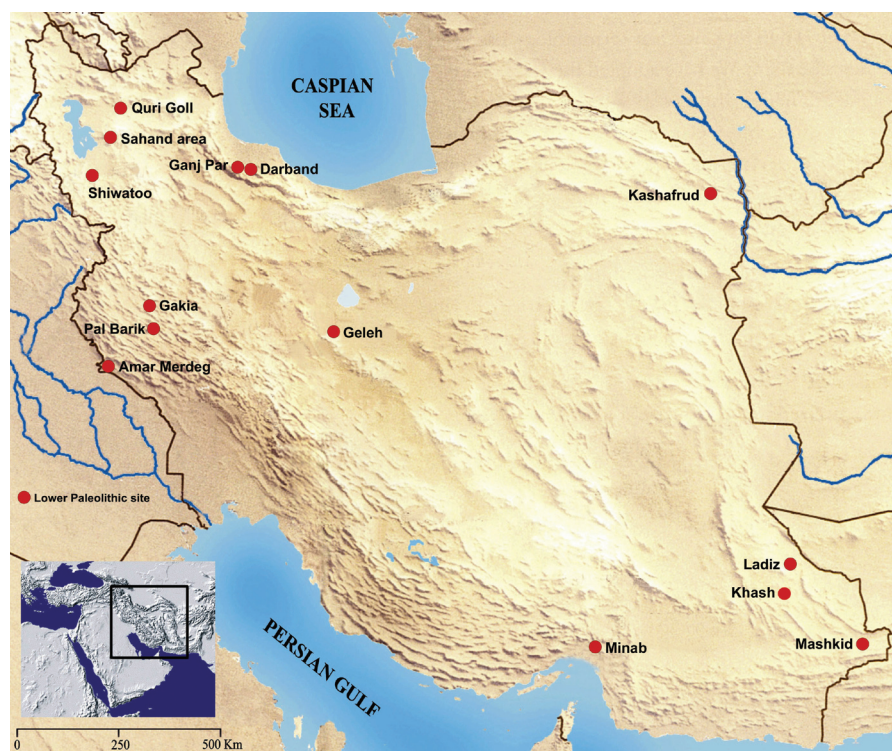 CASPIAN
SEA
Quri Goll
Sahand area
Ganj Par
Darband
Shiwatoo
Kashafrud
Gakia
Pal Barik
Geleh
Amar Merdeg
Lower Paleolithic site
Ladiz
Khash
PERSIAN GULF
Minab
Mashkid
0 250 500 Km